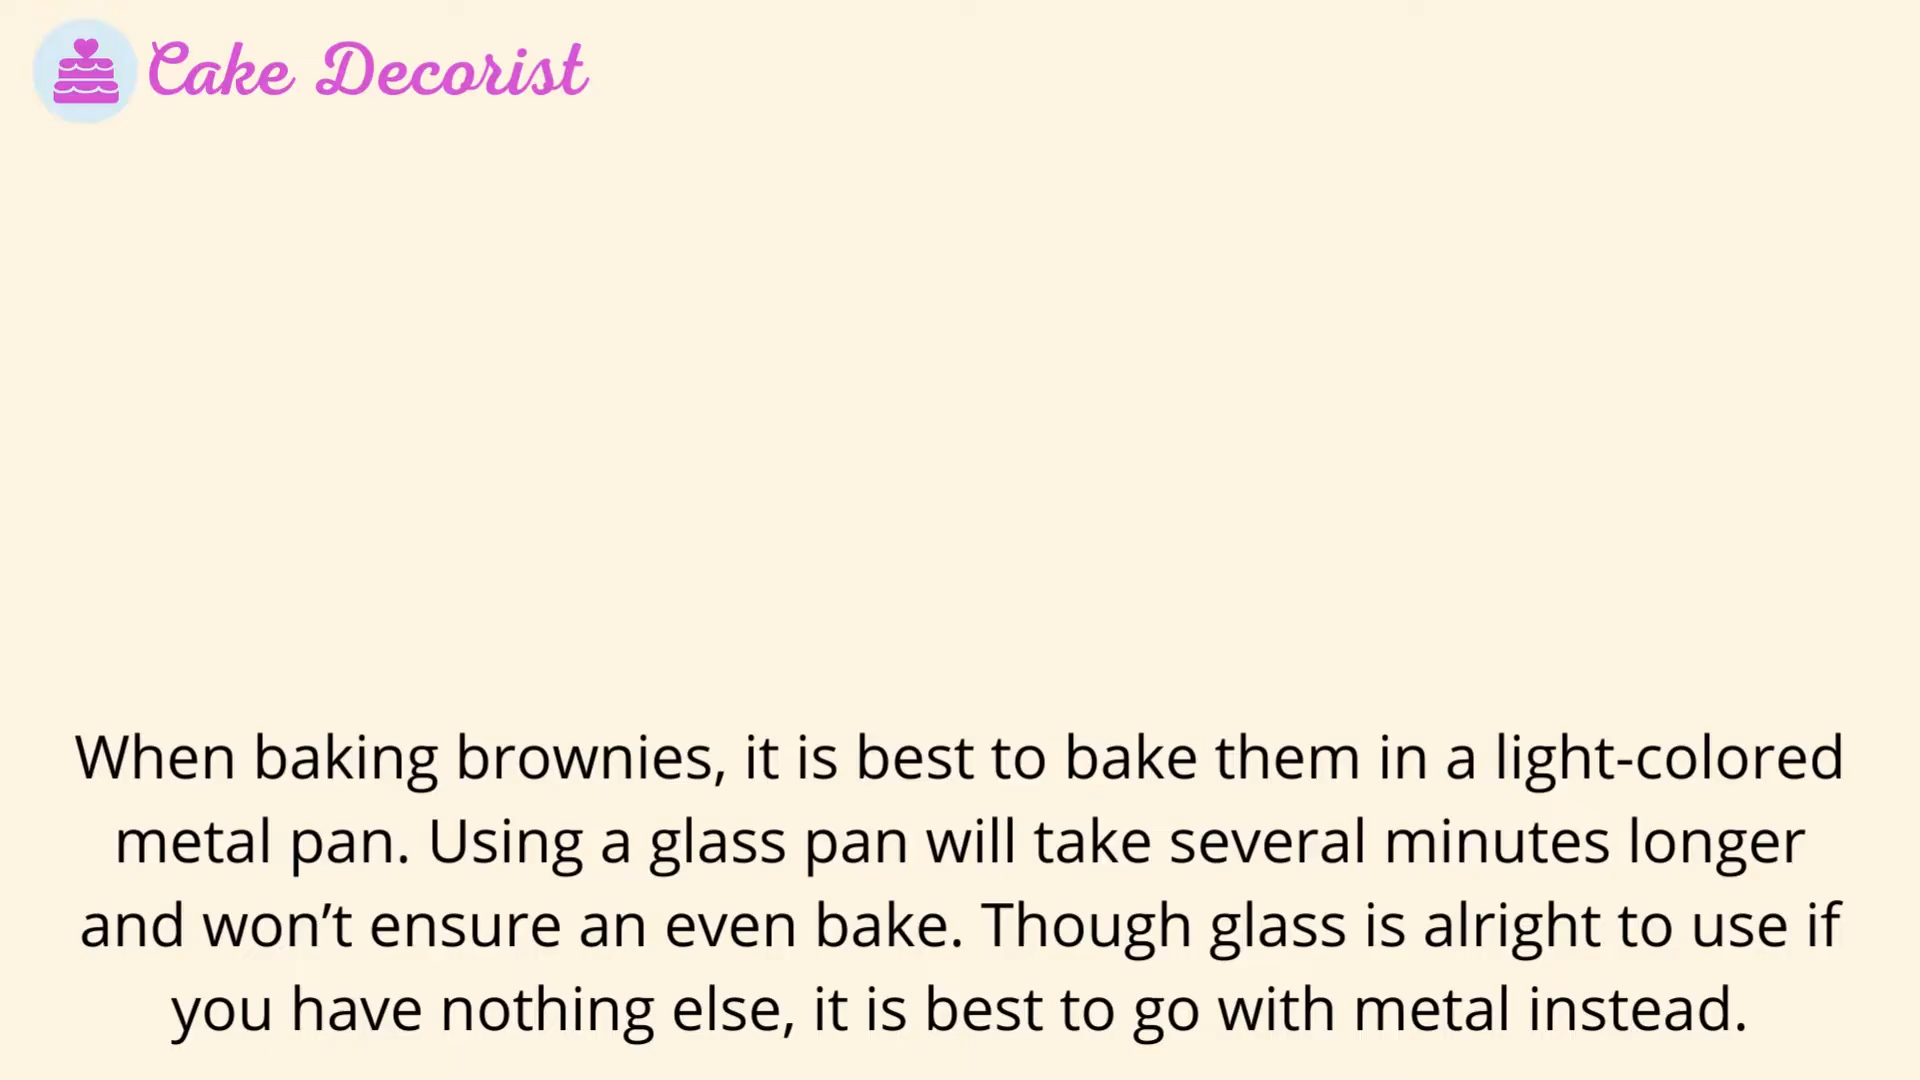 Cake Decorist
When baking brownies, it is best to bake them in a light-colored
metal pan. Using a glass pan will take several minutes longer
and won’t ensure an even bake. Though glass is alright to use if
you have nothing else, it is best to go with metal instead.